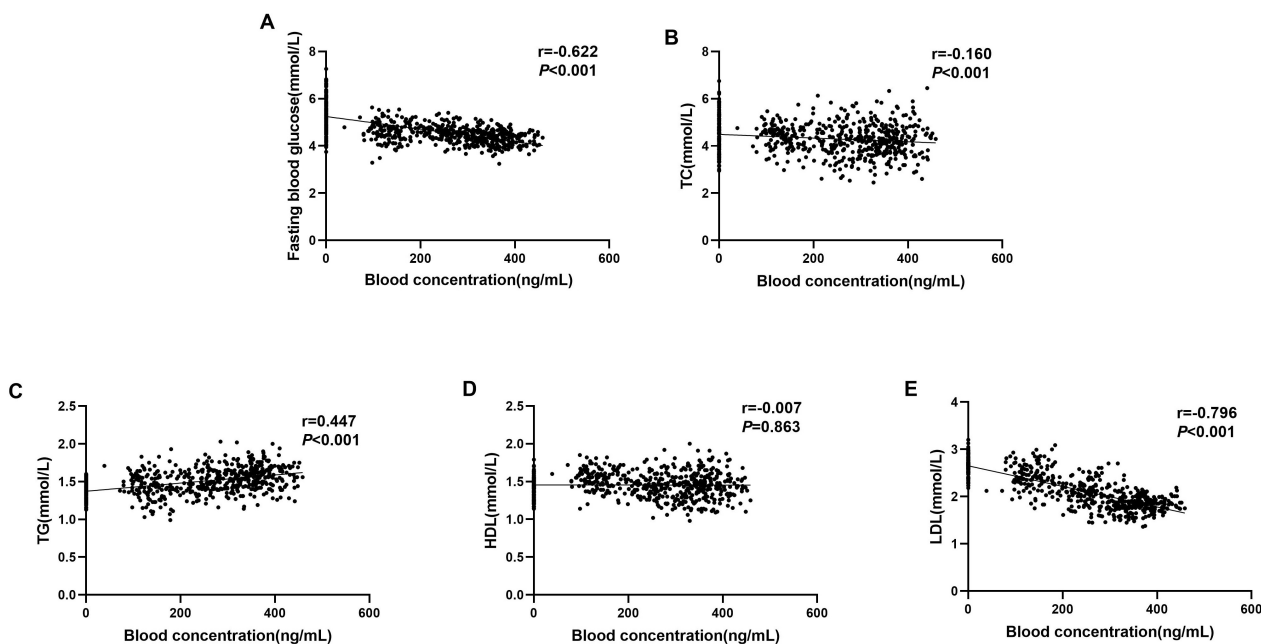 A
r=-0.622
P<0.001
Fasting blood glucose(mmol/L)
8
6
4
2
0
0 200 400 600
Blood concentration(ng/mL)
B
r=-0.160
P<0.001
TC(mmol/L)
8
6
4
2
0
0 200 400 600
Blood concentration(ng/mL)
C
r=0.447
P<0.001
TG(mmol/L)
2.5
2.0
1.5
1.0
0.5
0.0
0 200 400 600
Blood concentration(ng/mL)
D
r=-0.007
P=0.863
HDL(mmol/L)
2.5
2.0
1.5
1.0
0.5
0.0
0 200 400 600
Blood concentration(ng/mL)
E
r=-0.796
P<0.001
LDL(mmol/L)
4
3
2
1
0
0 200 400 600
Blood concentration(ng/mL)